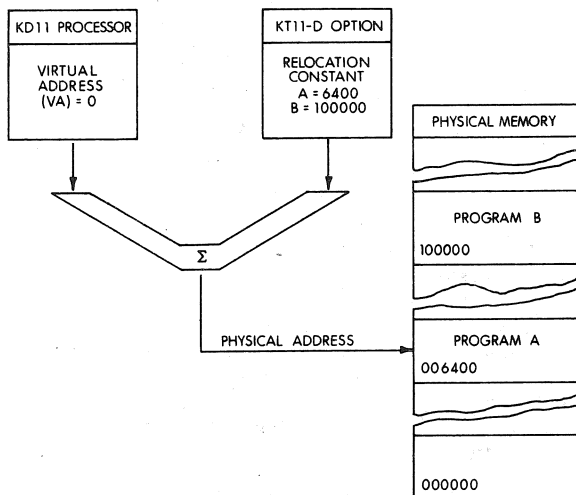 KD11 PROCESSOR
VIRTUAL
ADDRESS
(VA) = 0
KT11-D OPTION
RELOCATION
CONSTANT
A = 6400
B = 100000
PHYSICAL MEMORY
PROGRAM B
100000
Σ
PHYSICAL ADDRESS
PROGRAM A
006400
000000